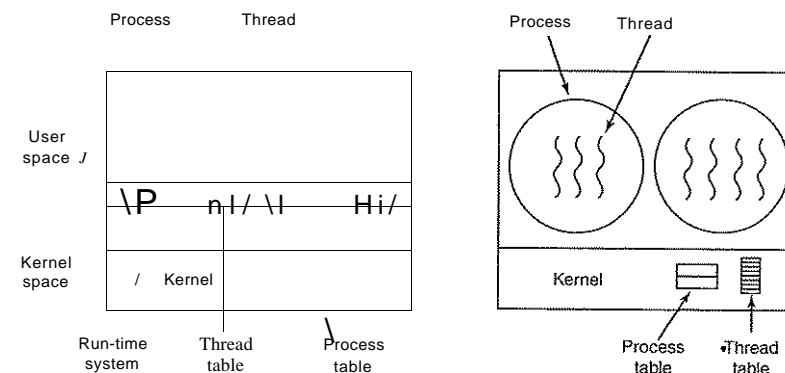 Process Thread
User
space J
\P n l / \l Hi/
Kernel
space
/ Kernel
Run-time
system
Thread
table
\
Process
table
Process Thread
Kernel
Process
table
•Thread
table